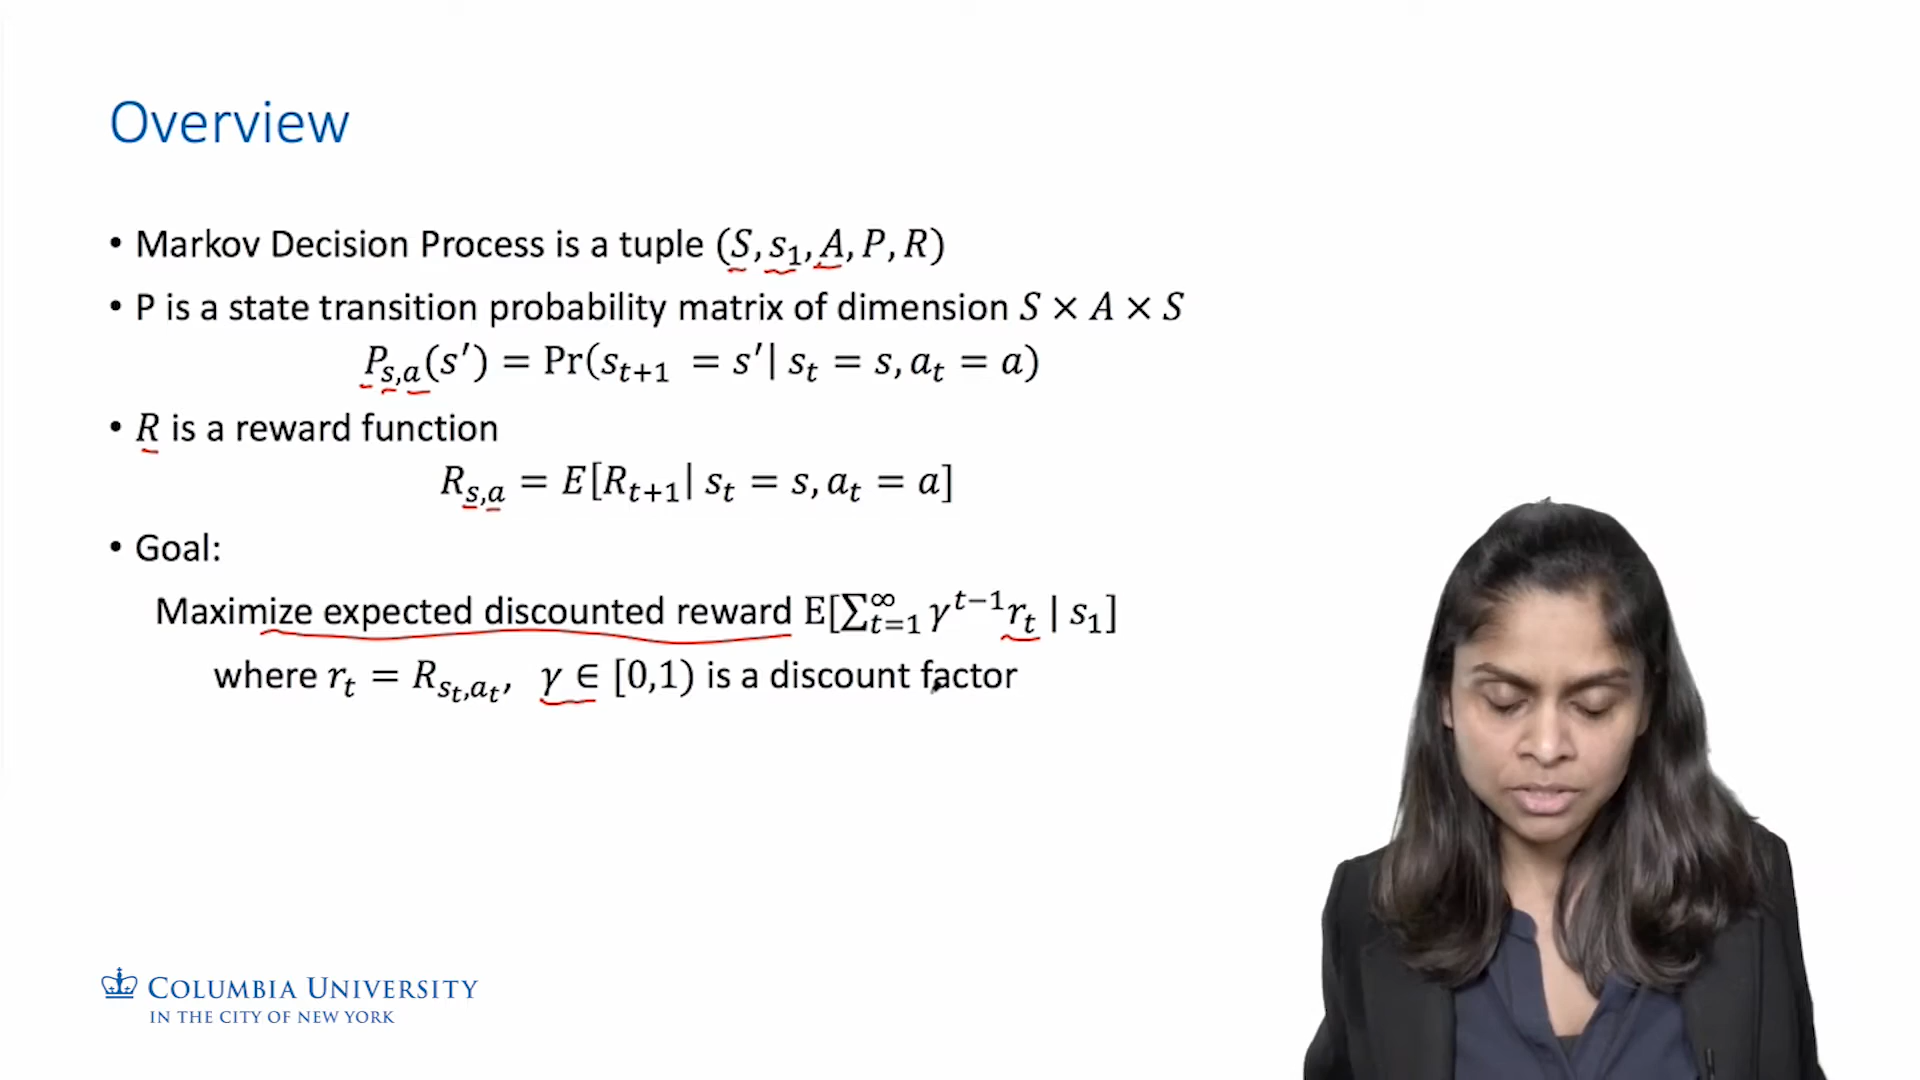 Overview
• Markov Decision Process is a tuple (S, s₁, A, P, R)
• P is a state transition probability matrix of dimension S × A × S
P_{s,a}(s′) = Pr(s_{t+1} = s′| s_t = s, a_t = a)
• R is a reward function
R_{s,a} = E[R_{t+1}| s_t = s, a_t = a]
• Goal:
Maximize expected discounted reward E[∑_{t=1}^{∞} γ^{t−1} r_t | s₁]
where r_t = R_{s_t,a_t}, γ ∈ [0,1) is a discount factor
COLUMBIA UNIVERSITY
IN THE CITY OF NEW YORK